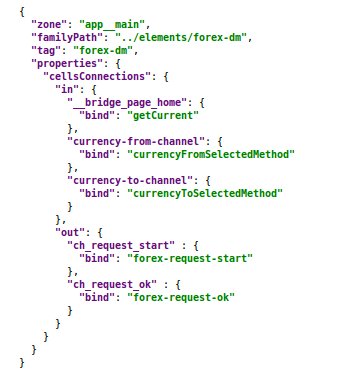 {
  "zone": "app__main",
  "familyPath": "../elements/forex-dm",
  "tag": "forex-dm",
  "properties": {
    "cellsConnections": {
      "in": {
        "__bridge_page_home": {
          "bind": "getCurrent"
        },
        "currency-from-channel": {
          "bind": "currencyFromSelectedMethod"
        },
        "currency-to-channel": {
          "bind": "currencyToSelectedMethod"
        }
      },
      "out": {
        "ch_request_start" : {
          "bind": "forex-request-start"
        },
        "ch_request_ok" : {
          "bind": "forex-request-ok"
        }
      }
    }
  }
}